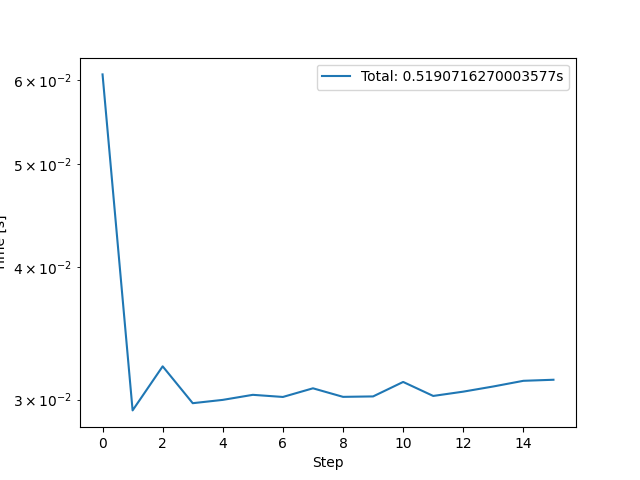 Total: 0.5190716270003577s
6 × 10⁻²
5 × 10⁻²
4 × 10⁻²
3 × 10⁻²
[s]
0 2 4 6 8 10 12 14
Step